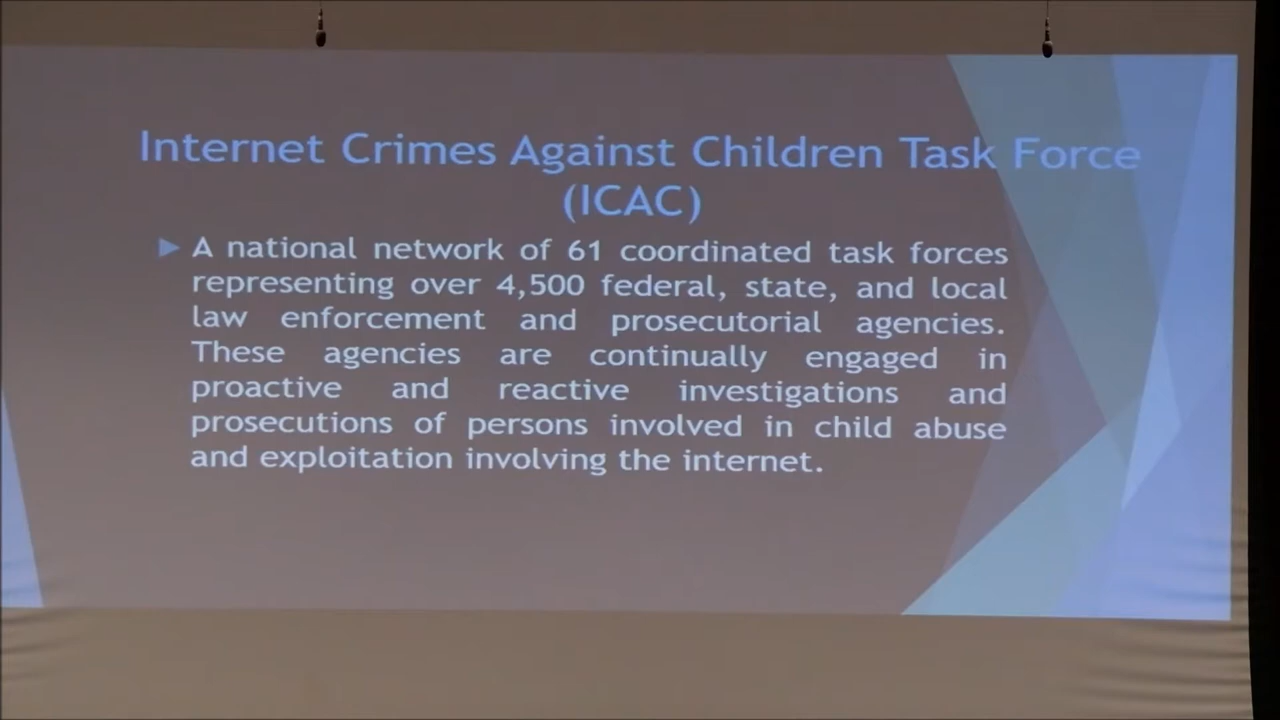 Internet Crimes Against Children Task Force
(ICAC)
A national network of 61 coordinated task forces
representing over 4,500 federal, state, and local
law enforcement and prosecutorial agencies.
These agencies are continually engaged in
proactive and reactive investigations and
prosecutions of persons involved in child abuse
and exploitation involving the internet.